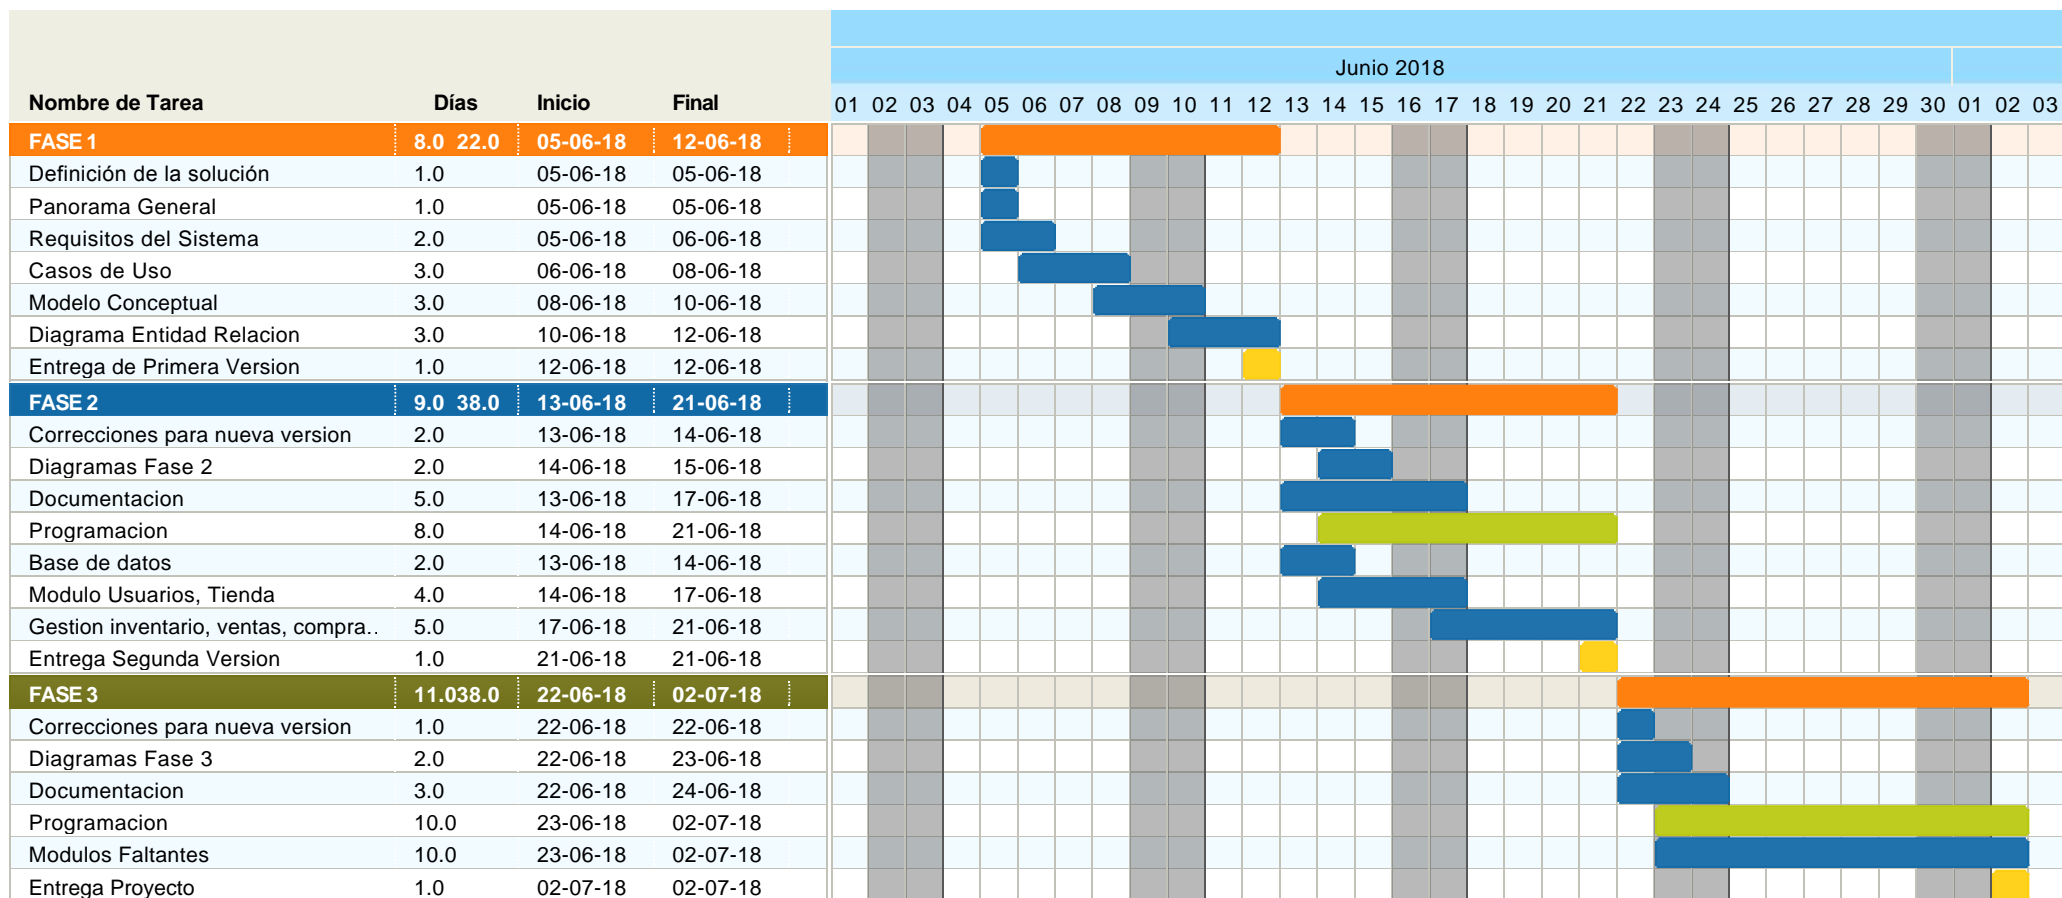 Junio 2018
Nombre de Tarea Días Inicio Final 01 02 03 04 05 06 07 08 09 10 11 12 13 14 15 16 17 18 19 20 21 22 23 24 25 26 27 28 29 30 01 02 03
FASE 1 8.0 22.0 05-06-18 12-06-18
Definición de la solución 1.0 05-06-18 05-06-18
Panorama General 1.0 05-06-18 05-06-18
Requisitos del Sistema 2.0 05-06-18 06-06-18
Casos de Uso 3.0 06-06-18 08-06-18
Modelo Conceptual 3.0 08-06-18 10-06-18
Diagrama Entidad Relacion 3.0 10-06-18 12-06-18
Entrega de Primera Version 1.0 12-06-18 12-06-18
FASE 2 9.0 38.0 13-06-18 21-06-18
Correcciones para nueva version 2.0 13-06-18 14-06-18
Diagramas Fase 2 2.0 14-06-18 15-06-18
Documentacion 5.0 13-06-18 17-06-18
Programacion 8.0 14-06-18 21-06-18
Base de datos 2.0 13-06-18 14-06-18
Modulo Usuarios, Tienda 4.0 14-06-18 17-06-18
Gestion inventario, ventas, compra.. 5.0 17-06-18 21-06-18
Entrega Segunda Version 1.0 21-06-18 21-06-18
FASE 3 11.038.0 22-06-18 02-07-18
Correcciones para nueva version 1.0 22-06-18 22-06-18
Diagramas Fase 3 2.0 22-06-18 23-06-18
Documentacion 3.0 22-06-18 24-06-18
Programacion 10.0 23-06-18 02-07-18
Modulos Faltantes 10.0 23-06-18 02-07-18
Entrega Proyecto 1.0 02-07-18 02-07-18